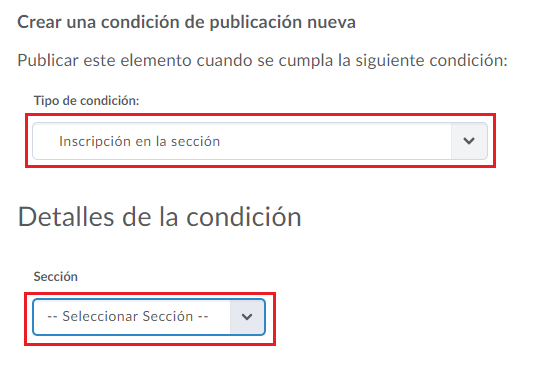 Crear una condición de publicación nueva
Publicar este elemento cuando se cumpla la siguiente condición:
Tipo de condición:
Inscripción en la sección
Detalles de la condición
Sección
-- Seleccionar Sección --